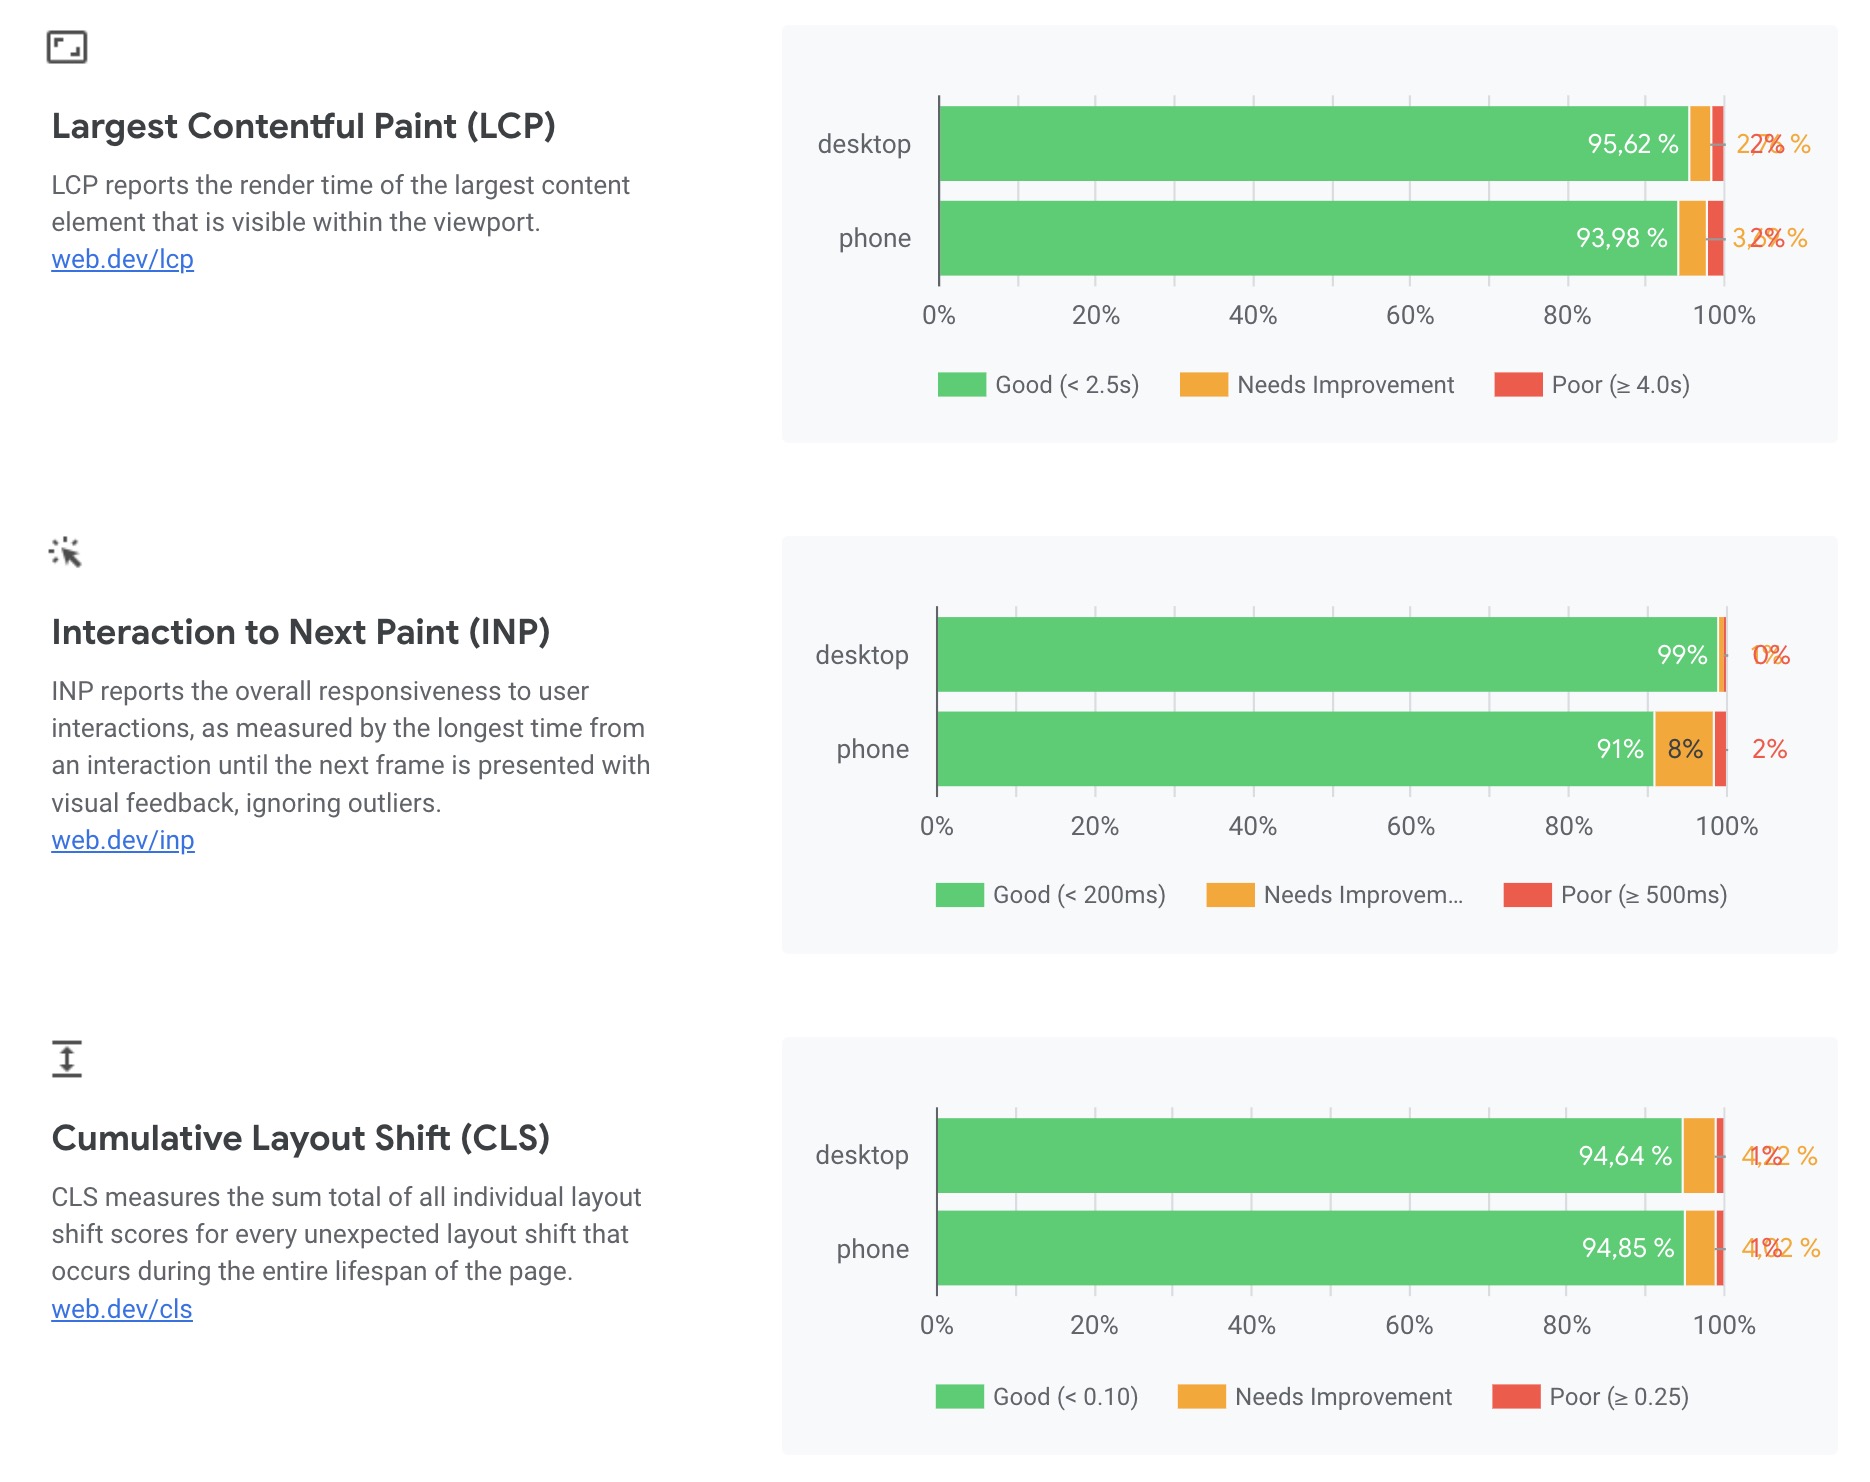 Largest Contentful Paint (LCP)
LCP reports the render time of the largest content
element that is visible within the viewport.
web.dev/lcp
desktop
95,62 %
2%
phone
93,98 %
2%
0%
20%
40%
60%
80%
100%
Good (< 2.5s)
Needs Improvement
Poor (≥ 4.0s)
Interaction to Next Paint (INP)
INP reports the overall responsiveness to user
interactions, as measured by the longest time from
an interaction until the next frame is presented with
visual feedback, ignoring outliers.
web.dev/inp
desktop
99%
0%
phone
91%
8%
2%
0%
20%
40%
60%
80%
100%
Good (< 200ms)
Needs Improvem...
Poor (≥ 500ms)
Cumulative Layout Shift (CLS)
CLS measures the sum total of all individual layout
shift scores for every unexpected layout shift that
occurs during the entire lifespan of the page.
web.dev/cls
desktop
94,64 %
1%
phone
94,85 %
1%
0%
20%
40%
60%
80%
100%
Good (< 0.10)
Needs Improvement
Poor (≥ 0.25)